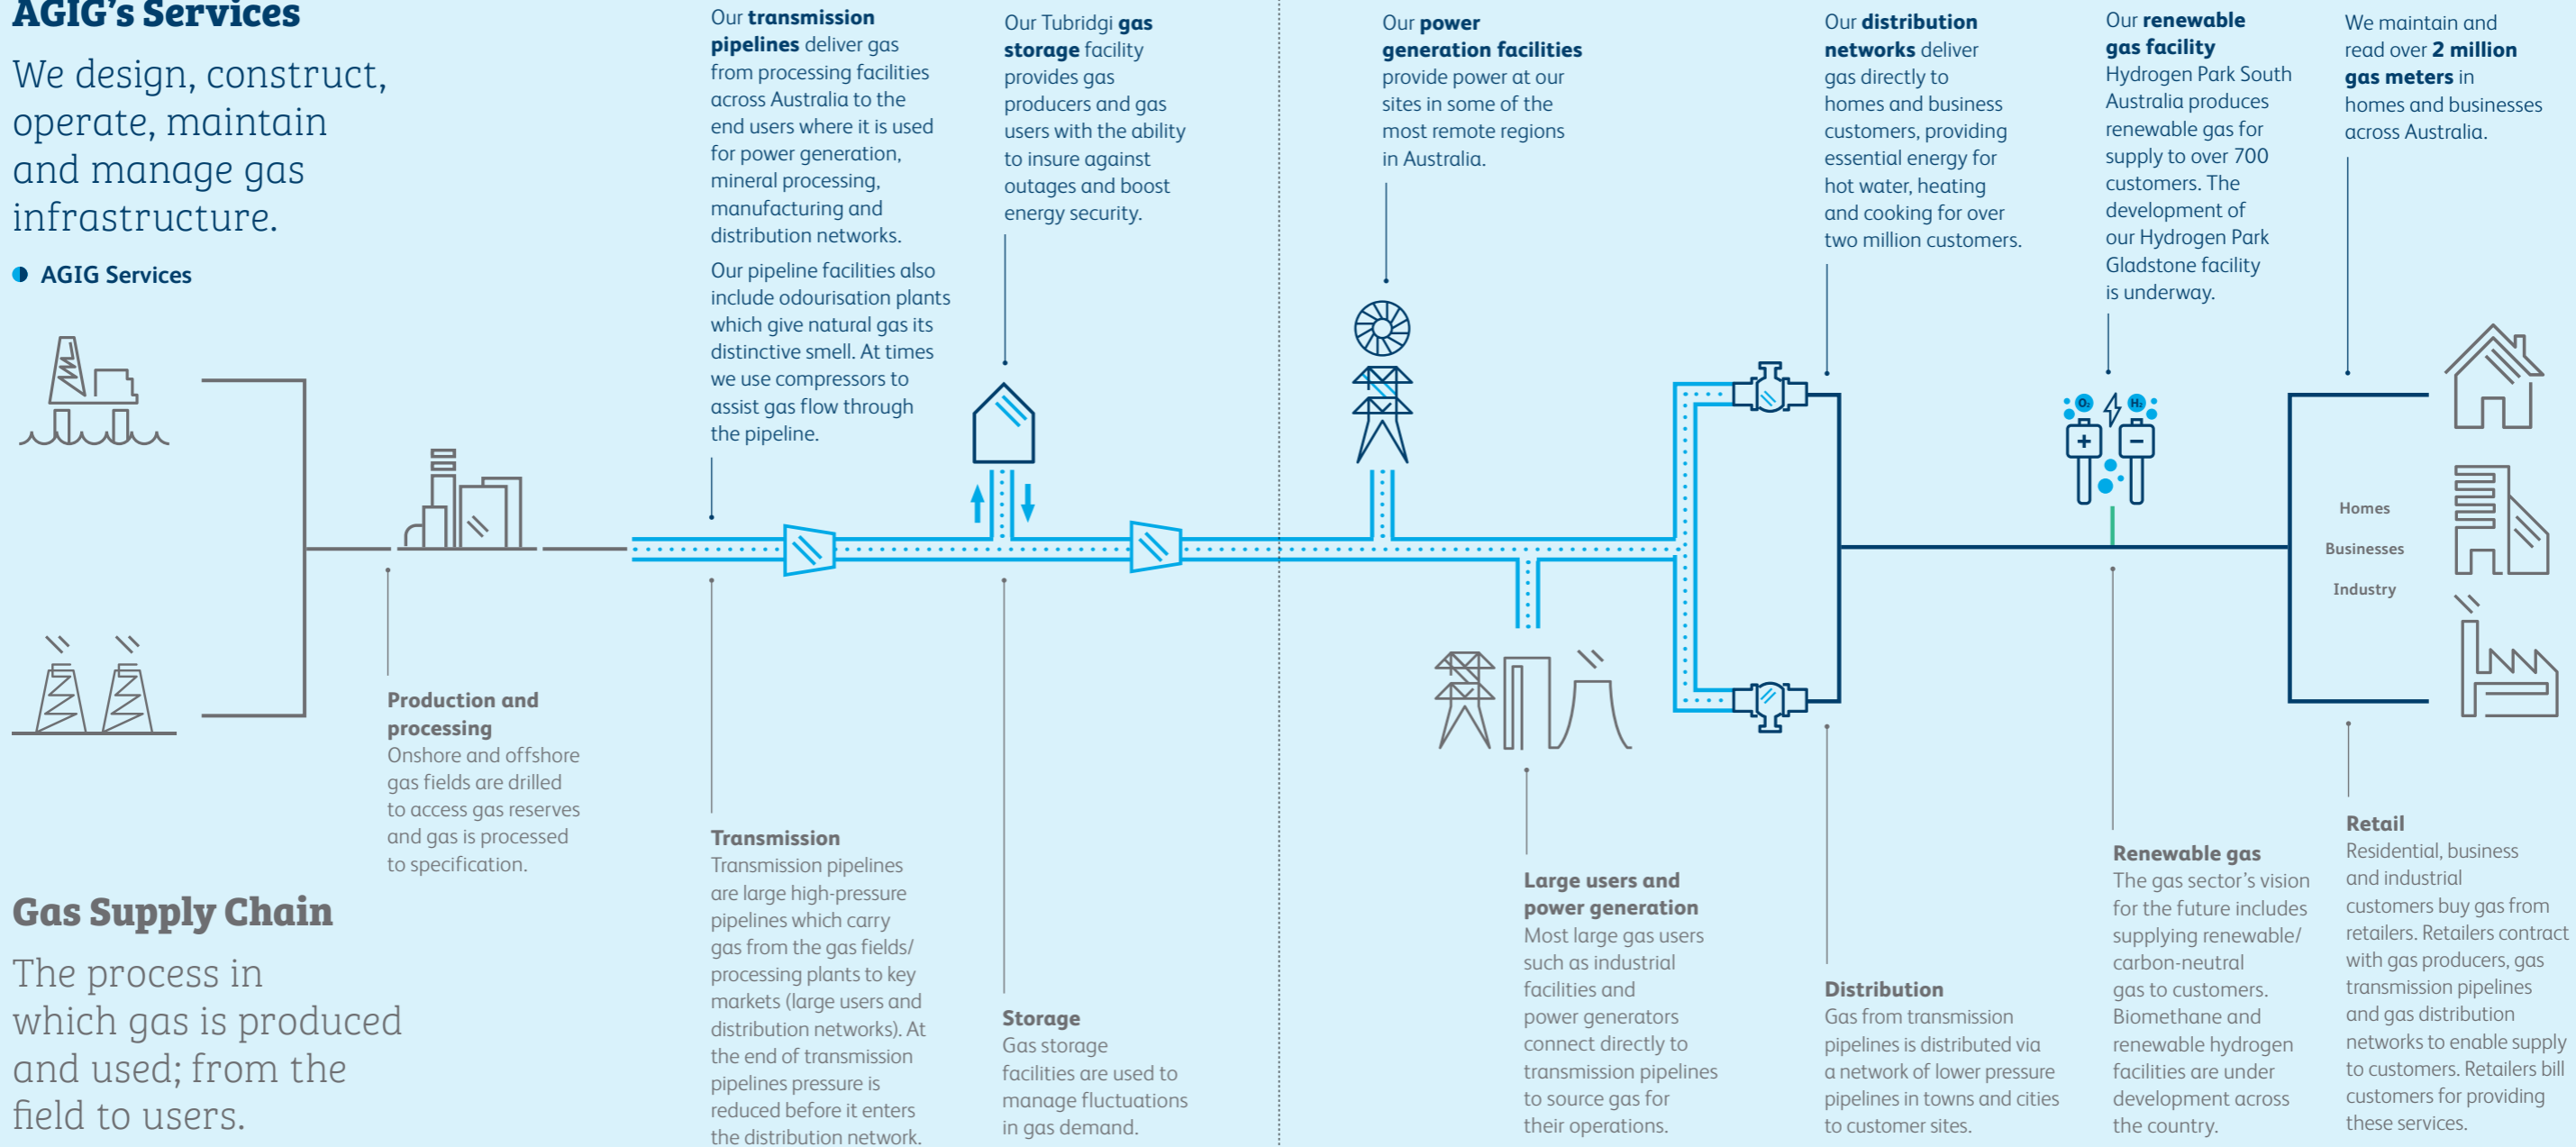 AGIG's Services
We design, construct,
operate, maintain
and manage gas
infrastructure.
AGIG Services
Our transmission
pipelines deliver gas
from processing facilities
across Australia to the
end users where it is used
for power generation,
mineral processing,
manufacturing and
distribution networks.
Our pipeline facilities also
include odourisation plants
which give natural gas its
distinctive smell. At times
we use compressors to
assist gas flow through
the pipeline.
Our Tubridgi gas
storage facility
provides gas
producers and gas
users with the ability
to insure against
outages and boost
energy security.
Our power
generation facilities
provide power at our
sites in some of the
most remote regions
in Australia.
Our distribution
networks deliver
gas directly to
homes and business
customers, providing
essential energy for
hot water, heating
and cooking for over
two million customers.
Our renewable
gas facility
Hydrogen Park South
Australia produces
renewable gas for
supply to over 700
customers. The
development of
our Hydrogen Park
Gladstone facility
is underway.
We maintain and
read over 2 million
gas meters in
homes and businesses
across Australia.
O₂ H₂
+ −
Homes
Businesses
Industry
Gas Supply Chain
The process in
which gas is produced
and used; from the
field to users.
Production and
processing
Onshore and offshore
gas fields are drilled
to access gas reserves
and gas is processed
to specification.
Transmission
Transmission pipelines
are large high-pressure
pipelines which carry
gas from the gas fields/
processing plants to key
markets (large users and
distribution networks). At
the end of transmission
pipelines pressure is
reduced before it enters
the distribution network.
Storage
Gas storage
facilities are used to
manage fluctuations
in gas demand.
Large users and
power generation
Most large gas users
such as industrial
facilities and
power generators
connect directly to
transmission pipelines
to source gas for
their operations.
Distribution
Gas from transmission
pipelines is distributed via
a network of lower pressure
pipelines in towns and cities
to customer sites.
Renewable gas
The gas sector's vision
for the future includes
supplying renewable/
carbon-neutral
gas to customers.
Biomethane and
renewable hydrogen
facilities are under
development across
the country.
Retail
Residential, business
and industrial
customers buy gas from
retailers. Retailers contract
with gas producers, gas
transmission pipelines
and gas distribution
networks to enable supply
to customers. Retailers bill
customers for providing
these services.